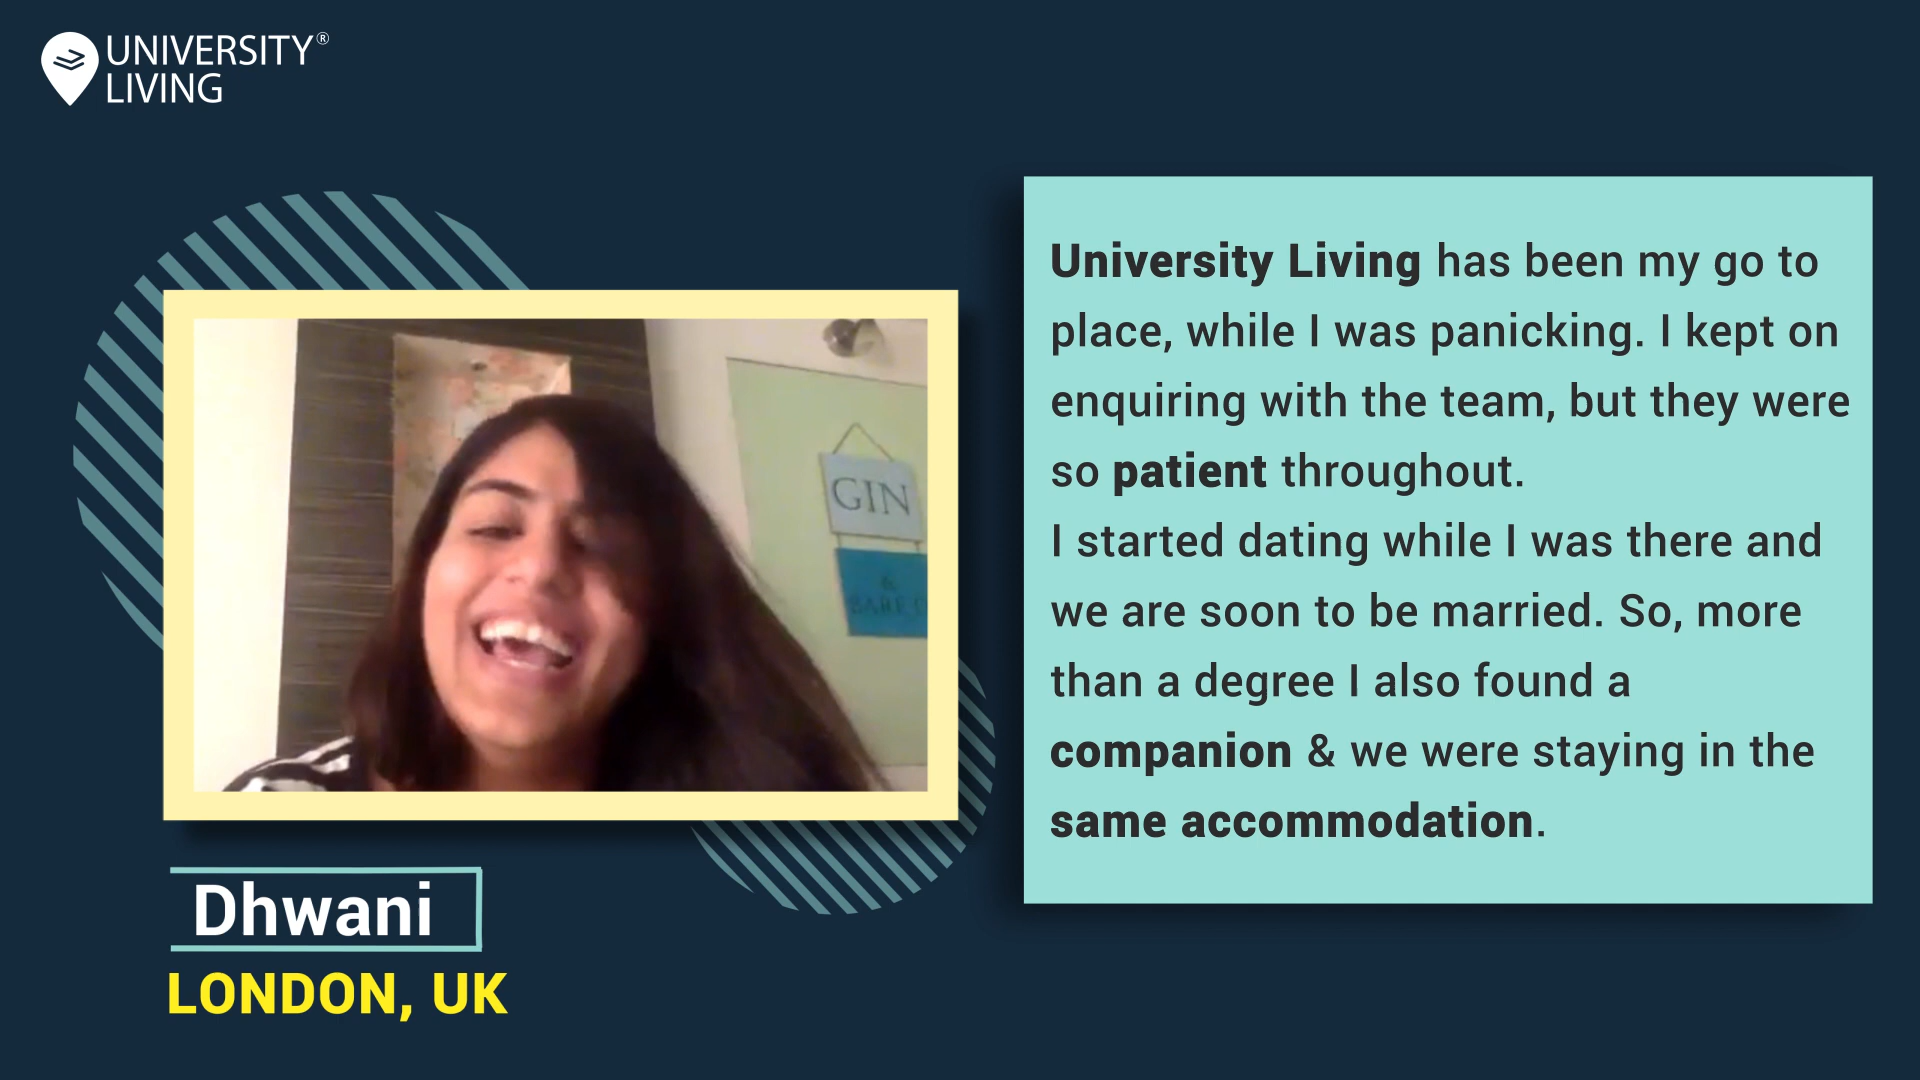 UNIVERSITY®
LIVING
University Living has been my go to
place, while I was panicking. I kept on
enquiring with the team, but they were
so patient throughout.
I started dating while I was there and
we are soon to be married. So, more
than a degree I also found a
companion & we were staying in the
same accommodation.
GIN
&
Dhwani
LONDON, UK